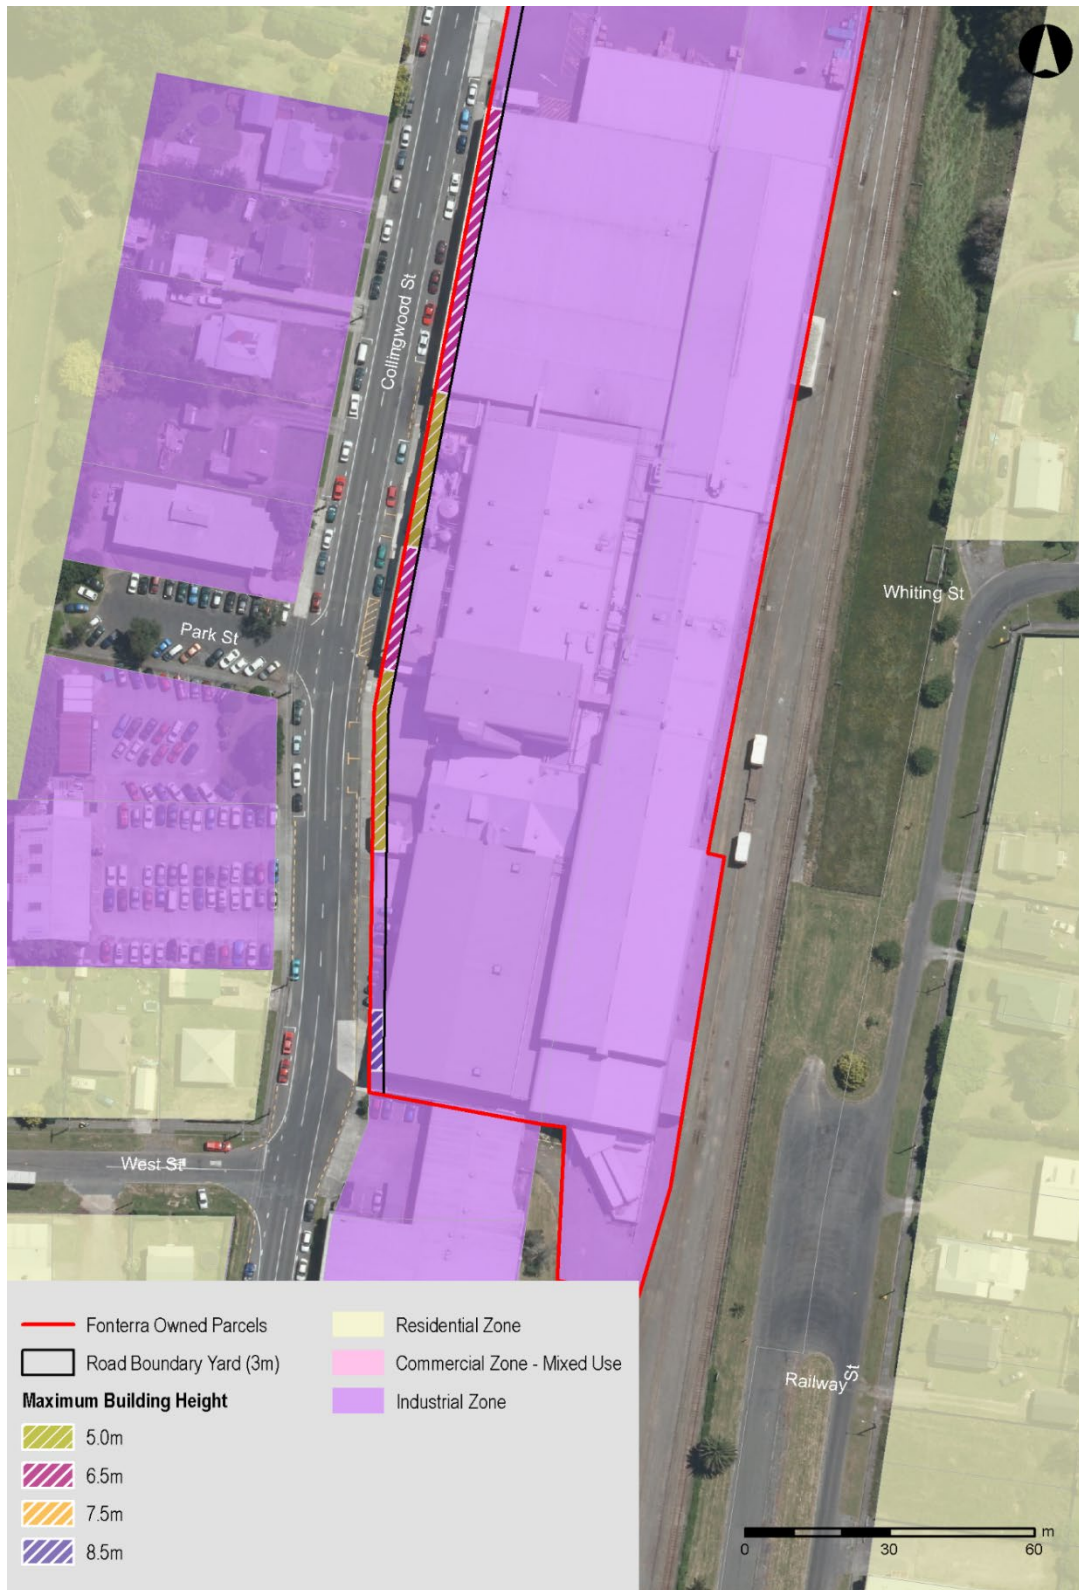 Collingwood St
Whiting St
Park St
West St
Railway St
Fonterra Owned Parcels
Road Boundary Yard (3m)
Maximum Building Height
5.0m
6.5m
7.5m
8.5m
Residential Zone
Commercial Zone - Mixed Use
Industrial Zone
m
0 30 60